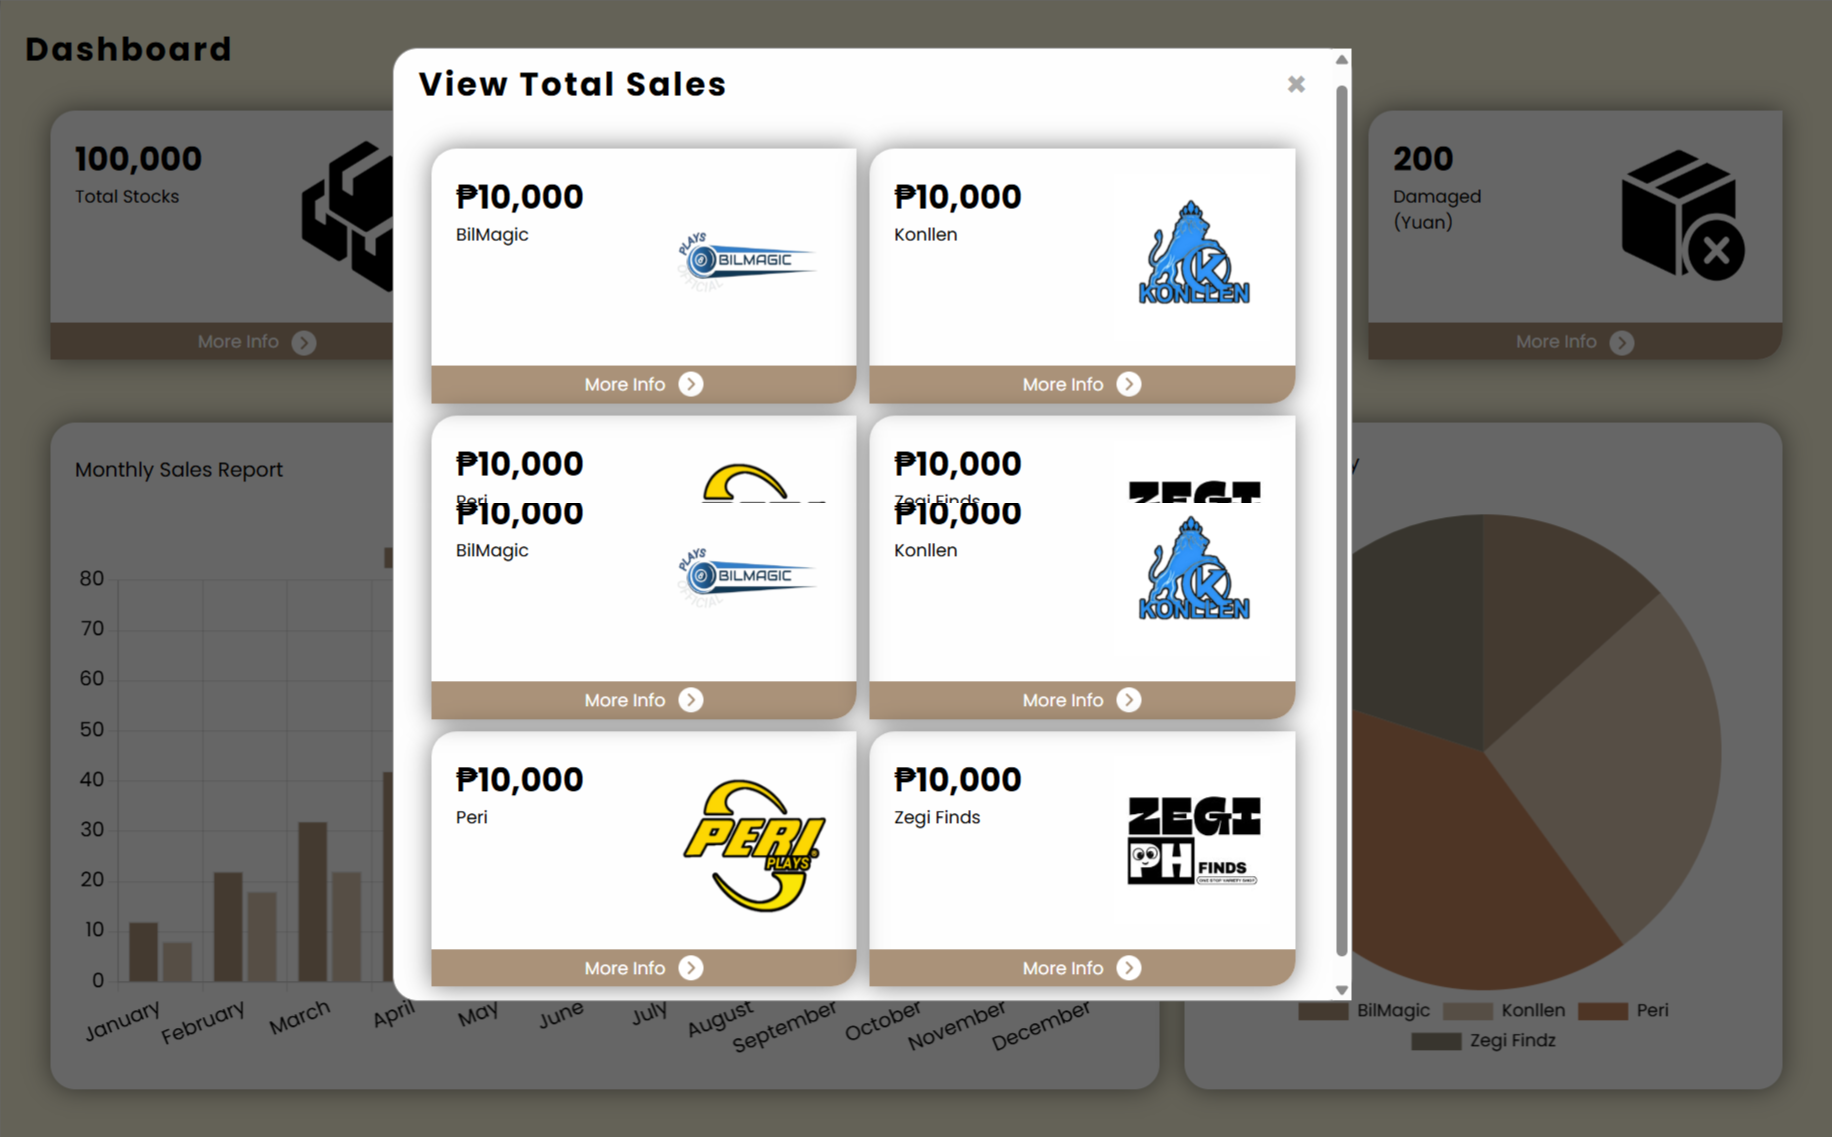 Dashboard
100,000
Total Stocks
More Info
200
Damaged
(Yuan)
More Info
View Total Sales
₱10,000
BilMagic
PLAYS
BILMAGIC
OFFICIAL
More Info
₱10,000
Konllen
K
KONLLEN
More Info
₱10,000
Peri
₱10,000
Zegi Finds
ZEGI
₱10,000
BilMagic
PLAYS
BILMAGIC
OFFICIAL
More Info
₱10,000
Konllen
K
KONLLEN
More Info
₱10,000
Peri
PERI
PLAYS
More Info
₱10,000
Zegi Finds
ZEGI
PH FINDS
More Info
Monthly Sales Report
80
70
60
50
40
30
20
10
0
January
February
March
April
May
June
July
August
September
October
November
December
y
BilMagic
Konllen
Peri
Zegi Findz